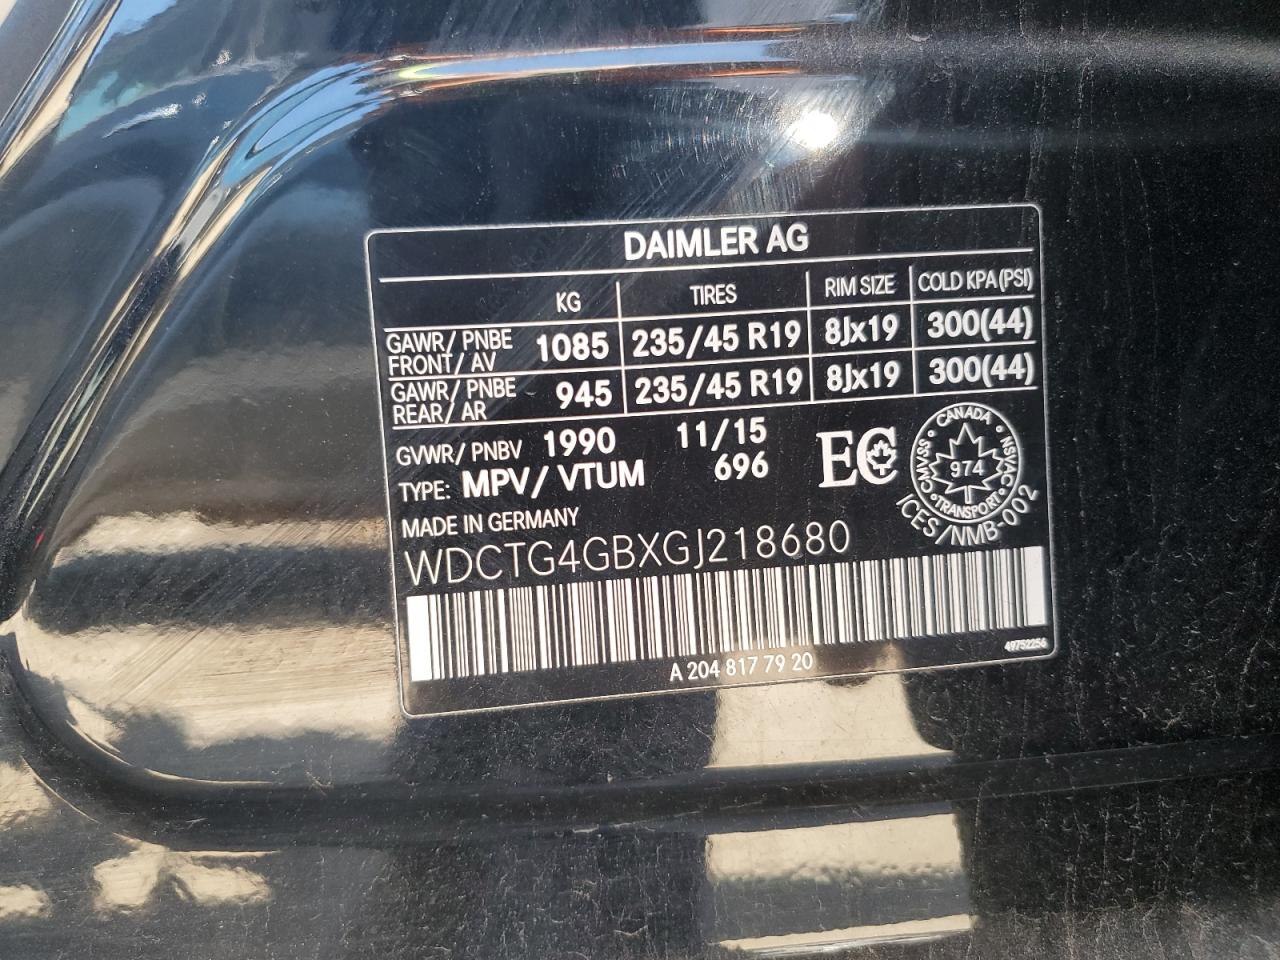 DAIMLER AG
KG TIRES RIM SIZE COLD KPA (PSI)
GAWR/ PNBE FRONT/ AV 1085 235/45 R19 8Jx19 300(44)
GAWR/ PNBE REAR/ AR 945 235/45 R19 8Jx19 300(44)
GVWR/ PNBV 1990 11/15
TYPE: MPV/ VTUM 696
EC
CANADA
CMVSS NSVAC
974
TRANSPORT
ICES/NMB-002
MADE IN GERMANY
WDCTG4GBXGJ218680
A 204 817 79 20
49752256